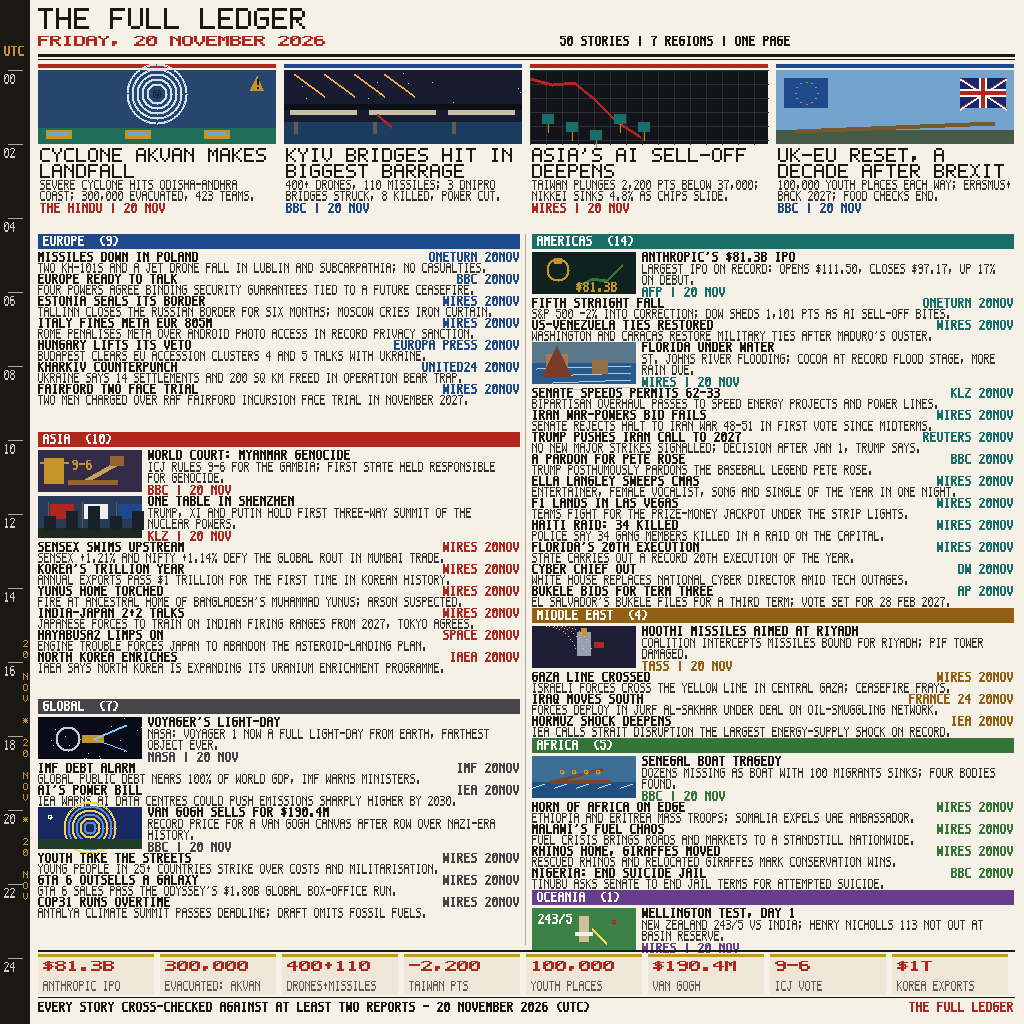 THE FULL LEDGER
FRIDAY, 20 NOVEMBER 2026
50 STORIES | 7 REGIONS | ONE PAGE
UTC
00
02
04
06
08
10
12
14
16
18
20
22
24
20 NOV * 20 NOV * 20 NOV
CYCLONE AKVAN MAKES
LANDFALL
SEVERE CYCLONE HITS ODISHA-ANDHRA
COAST; 300,000 EVACUATED, 423 TEAMS.
THE HINDU | 20 NOV
KYIV BRIDGES HIT IN
BIGGEST BARRAGE
400+ DRONES, 110 MISSILES; 3 DNIPRO
BRIDGES STRUCK, 8 KILLED, POWER CUT.
BBC | 20 NOV
ASIA'S AI SELL-OFF
DEEPENS
TAIWAN PLUNGES 2,200 PTS BELOW 37,000;
NIKKEI SINKS 4.8% AS CHIPS SLIDE.
WIRES | 20 NOV
UK-EU RESET, A
DECADE AFTER BREXIT
100,000 YOUTH PLACES EACH WAY; ERASMUS+
BACK 2027; FOOD CHECKS END.
BBC | 20 NOV
EUROPE (9)
MISSILES DOWN IN POLAND ONETURN 20NOV
TWO KH-101S AND A JET DRONE FALL IN LUBLIN AND SUBCARPATHIA; NO CASUALTIES.
EUROPE READY TO TALK BBC 20NOV
FOUR POWERS AGREE BINDING SECURITY GUARANTEES TIED TO A FUTURE CEASEFIRE.
ESTONIA SEALS ITS BORDER WIRES 20NOV
TALLINN CLOSES THE RUSSIAN BORDER FOR SIX MONTHS; MOSCOW CRIES IRON CURTAIN.
ITALY FINES META EUR 805M WIRES 20NOV
ROME PENALISES META OVER ANDROID PHOTO ACCESS IN RECORD PRIVACY SANCTION.
HUNGARY LIFTS ITS VETO EUROPA PRESS 20NOV
BUDAPEST CLEARS EU ACCESSION CLUSTERS 4 AND 5 TALKS WITH UKRAINE.
KHARKIV COUNTERPUNCH UNITED24 20NOV
UKRAINE SAYS 14 SETTLEMENTS AND 200 SQ KM FREED IN OPERATION BEAR TRAP.
FAIRFORD TWO FACE TRIAL WIRES 20NOV
TWO MEN CHARGED OVER RAF FAIRFORD INCURSION FACE TRIAL IN NOVEMBER 2027.
ASIA (10)
9-6
WORLD COURT: MYANMAR GENOCIDE
ICJ RULES 9-6 FOR THE GAMBIA; FIRST STATE HELD RESPONSIBLE
FOR GENOCIDE.
BBC | 20 NOV
ONE TABLE IN SHENZHEN
TRUMP, XI AND PUTIN HOLD FIRST THREE-WAY SUMMIT OF THE
NUCLEAR POWERS.
KLZ | 20 NOV
SENSEX SWIMS UPSTREAM WIRES 20NOV
SENSEX +1.21% AND NIFTY +1.14% DEFY THE GLOBAL ROUT IN MUMBAI TRADE.
KOREA'S TRILLION YEAR WIRES 20NOV
ANNUAL EXPORTS PASS $1 TRILLION FOR THE FIRST TIME IN KOREAN HISTORY.
YUNUS HOME TORCHED WIRES 20NOV
FIRE AT ANCESTRAL HOME OF BANGLADESH'S MUHAMMAD YUNUS; ARSON SUSPECTED.
INDIA-JAPAN 2+2 TALKS WIRES 20NOV
JAPANESE FORCES TO TRAIN ON INDIAN FIRING RANGES FROM 2027, TOKYO AGREES.
HAYABUSA2 LIMPS ON SPACE 20NOV
ENGINE TROUBLE FORCES JAPAN TO ABANDON THE ASTEROID-LANDING PLAN.
NORTH KOREA ENRICHES IAEA 20NOV
IAEA SAYS NORTH KOREA IS EXPANDING ITS URANIUM ENRICHMENT PROGRAMME.
GLOBAL (7)
VOYAGER'S LIGHT-DAY
NASA: VOYAGER 1 NOW A FULL LIGHT-DAY FROM EARTH, FARTHEST
OBJECT EVER.
NASA | 20 NOV
IMF DEBT ALARM IMF 20NOV
GLOBAL PUBLIC DEBT NEARS 100% OF WORLD GDP, IMF WARNS MINISTERS.
AI'S POWER BILL IEA 20NOV
IEA WARNS AI DATA CENTRES COULD PUSH EMISSIONS SHARPLY HIGHER BY 2030.
VAN GOGH SELLS FOR $190.4M
RECORD PRICE FOR A VAN GOGH CANVAS AFTER ROW OVER NAZI-ERA
HISTORY.
BBC | 20 NOV
YOUTH TAKE THE STREETS WIRES 20NOV
YOUNG PEOPLE IN 25+ COUNTRIES STRIKE OVER COSTS AND MILITARISATION.
GTA 6 OUTSELLS A GALAXY WIRES 20NOV
GTA 6 SALES PASS THE ODYSSEY'S $1.80B GLOBAL BOX-OFFICE RUN.
COP31 RUNS OVERTIME WIRES 20NOV
ANTALYA CLIMATE SUMMIT PASSES DEADLINE; DRAFT OMITS FOSSIL FUELS.
AMERICAS (14)
$81.3B
ANTHROPIC'S $81.3B IPO
LARGEST IPO ON RECORD: OPENS $111.50, CLOSES $97.17, UP 17%
ON DEBUT.
AFP | 20 NOV
FIFTH STRAIGHT FALL ONETURN 20NOV
S&P 500 -2% INTO CORRECTION; DOW SHEDS 1,101 PTS AS AI SELL-OFF BITES.
US-VENEZUELA TIES RESTORED WIRES 20NOV
WASHINGTON AND CARACAS RESTORE MILITARY TIES AFTER MADURO'S OUSTER.
FLORIDA UNDER WATER
ST. JOHNS RIVER FLOODING; COCOA AT RECORD FLOOD STAGE, MORE
RAIN DUE.
WIRES | 20 NOV
SENATE SPEEDS PERMITS 62-33 KLZ 20NOV
BIPARTISAN OVERHAUL PASSES TO SPEED ENERGY PROJECTS AND POWER LINES.
IRAN WAR-POWERS BID FAILS WIRES 20NOV
SENATE REJECTS HALT TO IRAN WAR 48-51 IN FIRST VOTE SINCE MIDTERMS.
TRUMP PUSHES IRAN CALL TO 2027 REUTERS 20NOV
NO NEW MAJOR STRIKES SIGNALLED; DECISION AFTER JAN 1, TRUMP SAYS.
A PARDON FOR PETE ROSE BBC 20NOV
TRUMP POSTHUMOUSLY PARDONS THE BASEBALL LEGEND PETE ROSE.
ELLA LANGLEY SWEEPS CMAS WIRES 20NOV
ENTERTAINER, FEMALE VOCALIST, SONG AND SINGLE OF THE YEAR IN ONE NIGHT.
F1 LANDS IN LAS VEGAS WIRES 20NOV
TEAMS FIGHT FOR THE PRIZE-MONEY JACKPOT UNDER THE STRIP LIGHTS.
HAITI RAID: 34 KILLED WIRES 20NOV
POLICE SAY 34 GANG MEMBERS KILLED IN A RAID ON THE CAPITAL.
FLORIDA'S 20TH EXECUTION WIRES 20NOV
STATE CARRIES OUT A RECORD 20TH EXECUTION OF THE YEAR.
CYBER CHIEF OUT DW 20NOV
WHITE HOUSE REPLACES NATIONAL CYBER DIRECTOR AMID TECH OUTAGES.
BUKELE BIDS FOR TERM THREE AP 20NOV
EL SALVADOR'S BUKELE FILES FOR A THIRD TERM; VOTE SET FOR 28 FEB 2027.
MIDDLE EAST (4)
HOOTHI MISSILES AIMED AT RIYADH
COALITION INTERCEPTS MISSILES BOUND FOR RIYADH; PIF TOWER
DAMAGED.
TASS | 20 NOV
GAZA LINE CROSSED WIRES 20NOV
ISRAELI FORCES CROSS THE YELLOW LINE IN CENTRAL GAZA; CEASEFIRE FRAYS.
IRAQ MOVES SOUTH FRANCE 24 20NOV
FORCES DEPLOY IN JURF AL-SAKHAR UNDER DEAL ON OIL-SMUGGLING NETWORK.
HORMUZ SHOCK DEEPENS IEA 20NOV
IEA CALLS STRAIT DISRUPTION THE LARGEST ENERGY-SUPPLY SHOCK ON RECORD.
AFRICA (5)
SENEGAL BOAT TRAGEDY
DOZENS MISSING AS BOAT WITH 100 MIGRANTS SINKS; FOUR BODIES
FOUND.
BBC | 20 NOV
HORN OF AFRICA ON EDGE WIRES 20NOV
ETHIOPIA AND ERITREA MASS TROOPS; SOMALIA EXPELS UAE AMBASSADOR.
MALAWI'S FUEL CHAOS WIRES 20NOV
FUEL CRISIS BRINGS ROADS AND MARKETS TO A STANDSTILL NATIONWIDE.
RHINOS HOME, GIRAFFES MOVED WIRES 20NOV
RESCUED RHINOS AND RELOCATED GIRAFFES MARK CONSERVATION WINS.
NIGERIA: END SUICIDE JAIL BBC 20NOV
TINUBU ASKS SENATE TO END JAIL TERMS FOR ATTEMPTED SUICIDE.
OCEANIA (1)
243/5
WELLINGTON TEST, DAY 1
NEW ZEALAND 243/5 VS INDIA; HENRY NICHOLLS 113 NOT OUT AT
BASIN RESERVE.
WIRES | 20 NOV
$81.3B
ANTHROPIC IPO
300,000
EVACUATED: AKVAN
400+110
DRONES+MISSILES
-2,200
TAIWAN PTS
100,000
YOUTH PLACES
$190.4M
VAN GOGH
9-6
ICJ VOTE
$1T
KOREA EXPORTS
EVERY STORY CROSS-CHECKED AGAINST AT LEAST TWO REPORTS - 20 NOVEMBER 2026 (UTC)
THE FULL LEDGER